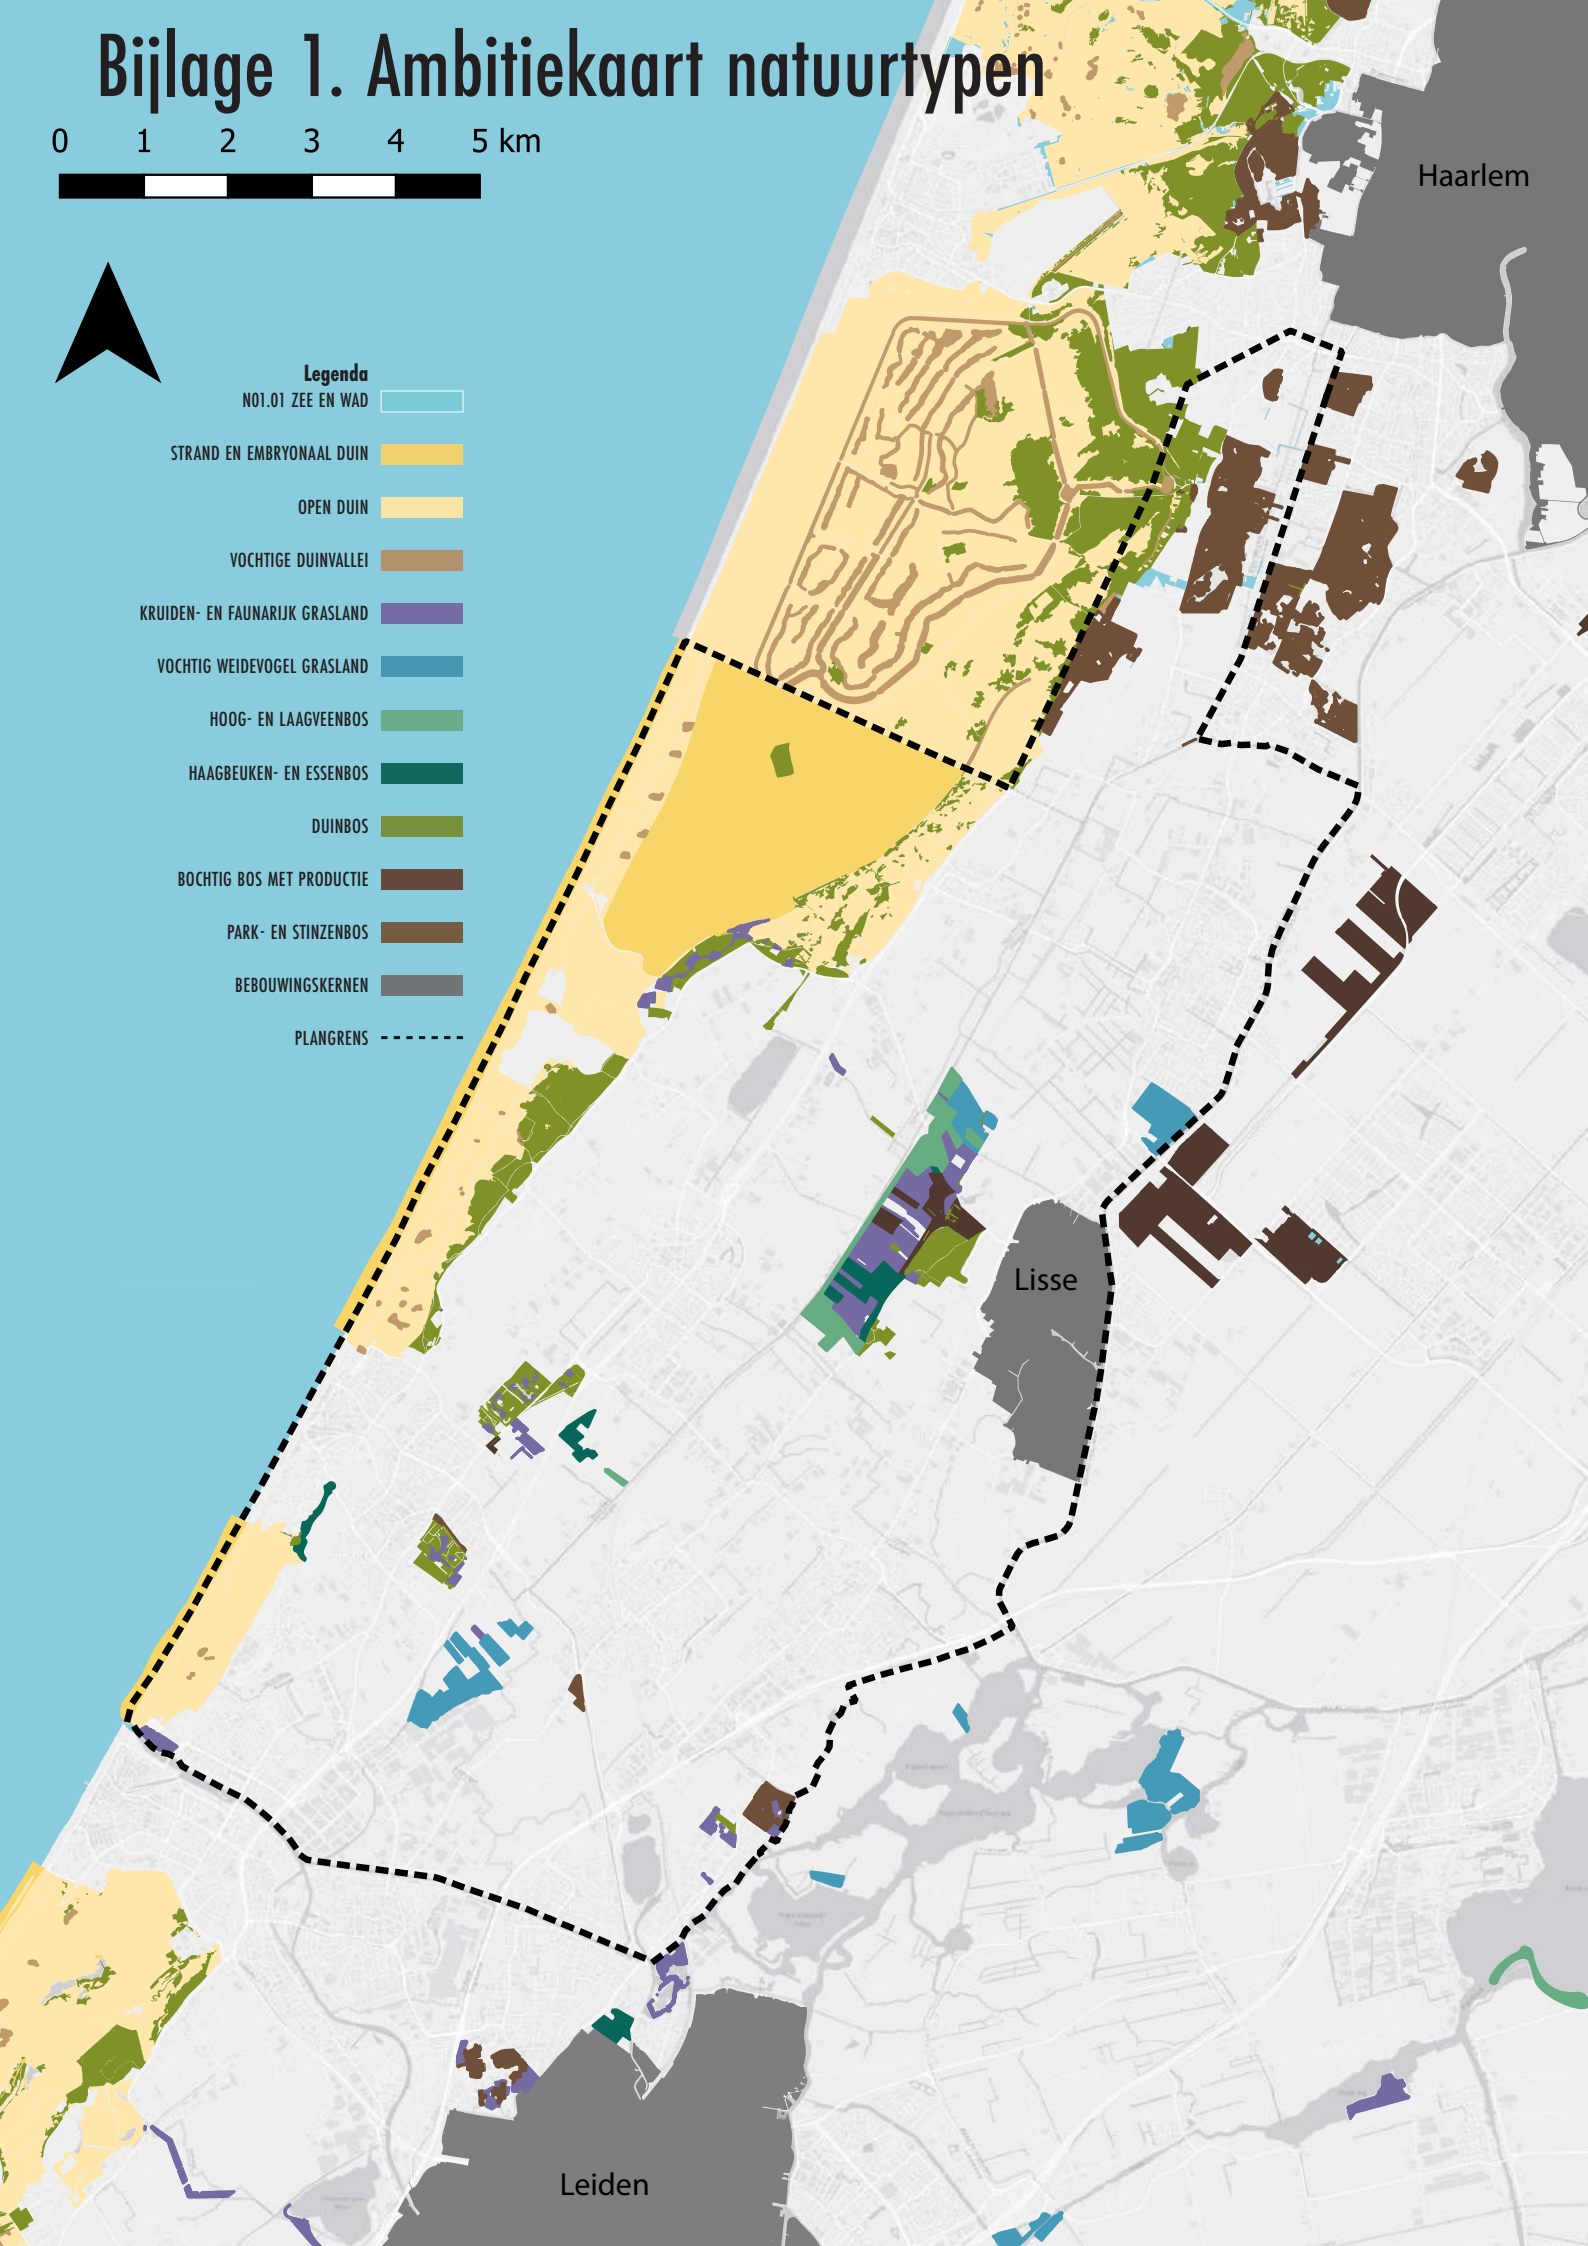 Bijlage 1. Ambitiekaart natuurtypen
0 1 2 3 4 5 km
Haarlem
Legenda
N01.01 ZEE EN WAD
STRAND EN EMBRYONAAL DUIN
OPEN DUIN
VOCHTIGE DUINVALLEI
KRUIDEN- EN FAUNARIJK GRASLAND
VOCHTIG WEIDEVOGEL GRASLAND
HOOG- EN LAAGVEENBOS
HAAGBEUKEN- EN ESSENBOS
DUINBOS
BOCHTIG BOS MET PRODUCTIE
PARK- EN STINZENBOS
BEBOUWINGSKERNEN
PLANGRENS
Lisse
Leiden